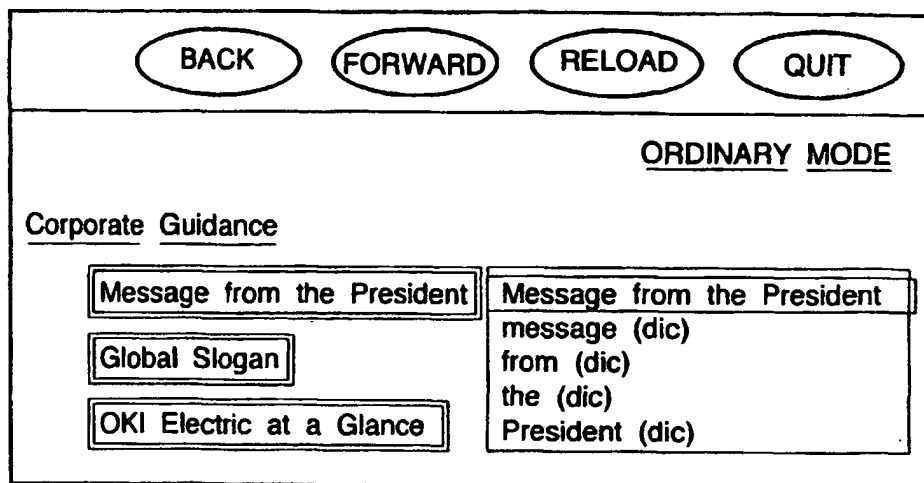 BACK FORWARD RELOAD QUIT
ORDINARY MODE
Corporate Guidance
Message from the President
Global Slogan
OKI Electric at a Glance
Message from the President
message (dic)
from (dic)
the (dic)
President (dic)